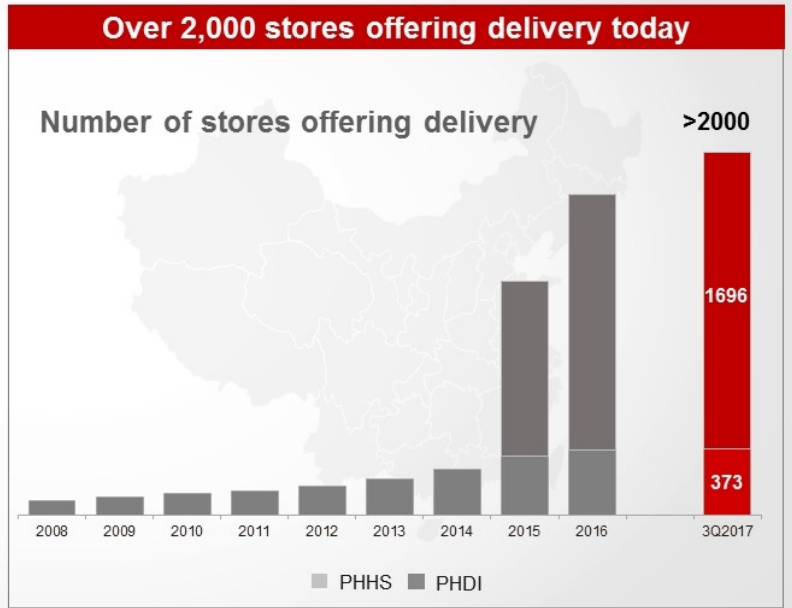 Over 2,000 stores offering delivery today
Number of stores offering delivery
>2000
1696
373
2008 2009 2010 2011 2012 2013 2014 2015 2016 3Q2017
PHHS PHDI